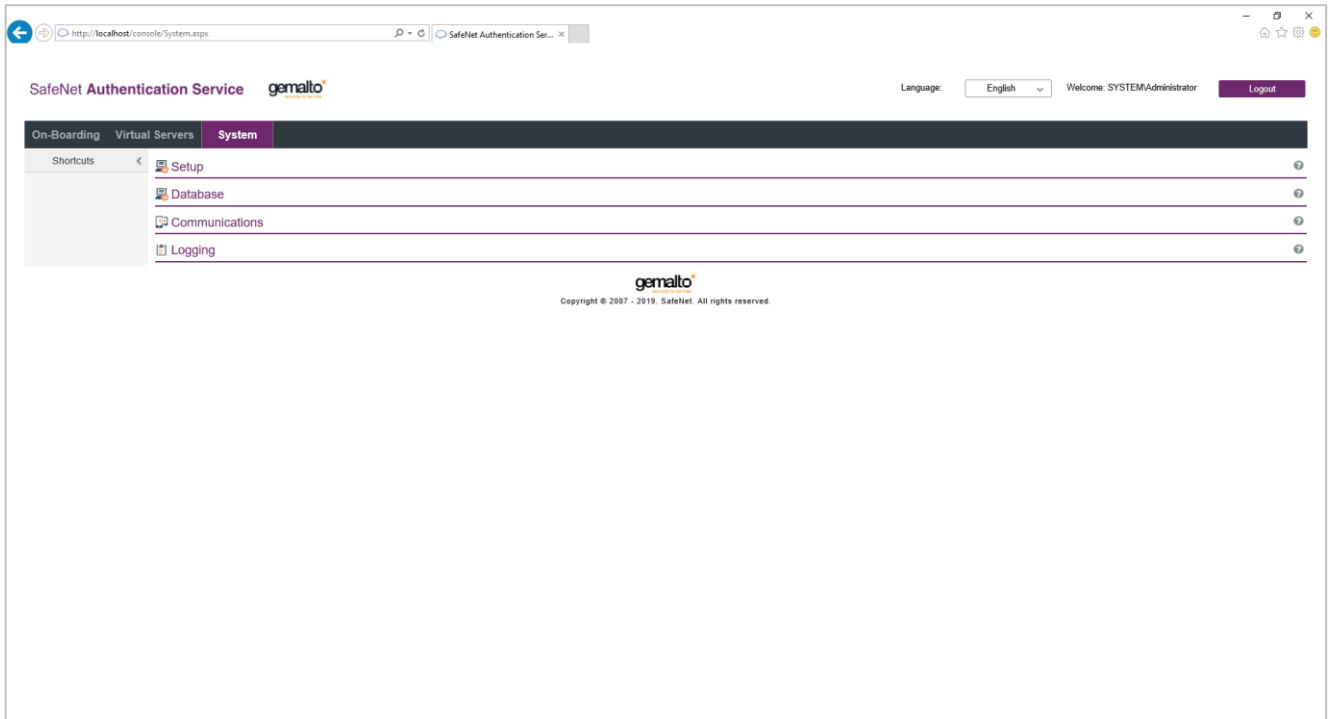 http://localhost/console/System.aspx
SafeNet Authentication Ser...
SafeNet Authentication Service gemalto
Language: English Welcome: SYSTEM\Administrator Logout
On-Boarding Virtual Servers System
Shortcuts
Setup
Database
Communications
Logging
gemalto
Copyright © 2007 - 2019. SafeNet. All rights reserved.